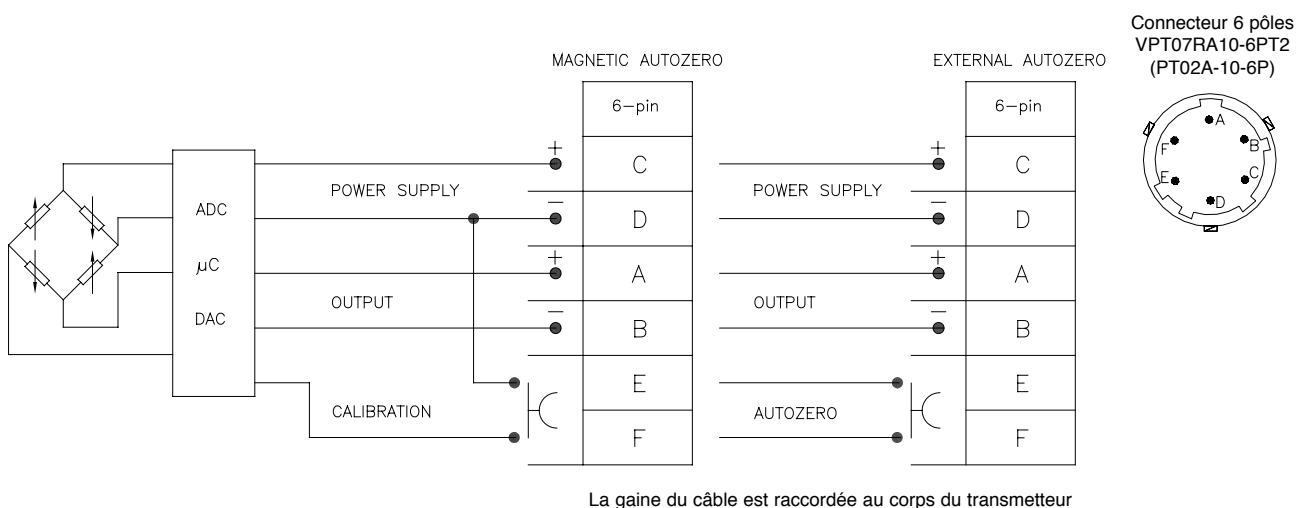 Connecteur 6 pôles
VPT07RA10-6PT2
(PT02A-10-6P)
MAGNETIC AUTOZERO
EXTERNAL AUTOZERO
6-pin
6-pin
A
B
C
D
E
F
ADC
µC
DAC
POWER SUPPLY
+
C
POWER SUPPLY
+
C
−
D
−
D
OUTPUT
+
A
OUTPUT
+
A
−
B
−
B
CALIBRATION
E
AUTOZERO
E
F
F
La gaine du câble est raccordée au corps du transmetteur